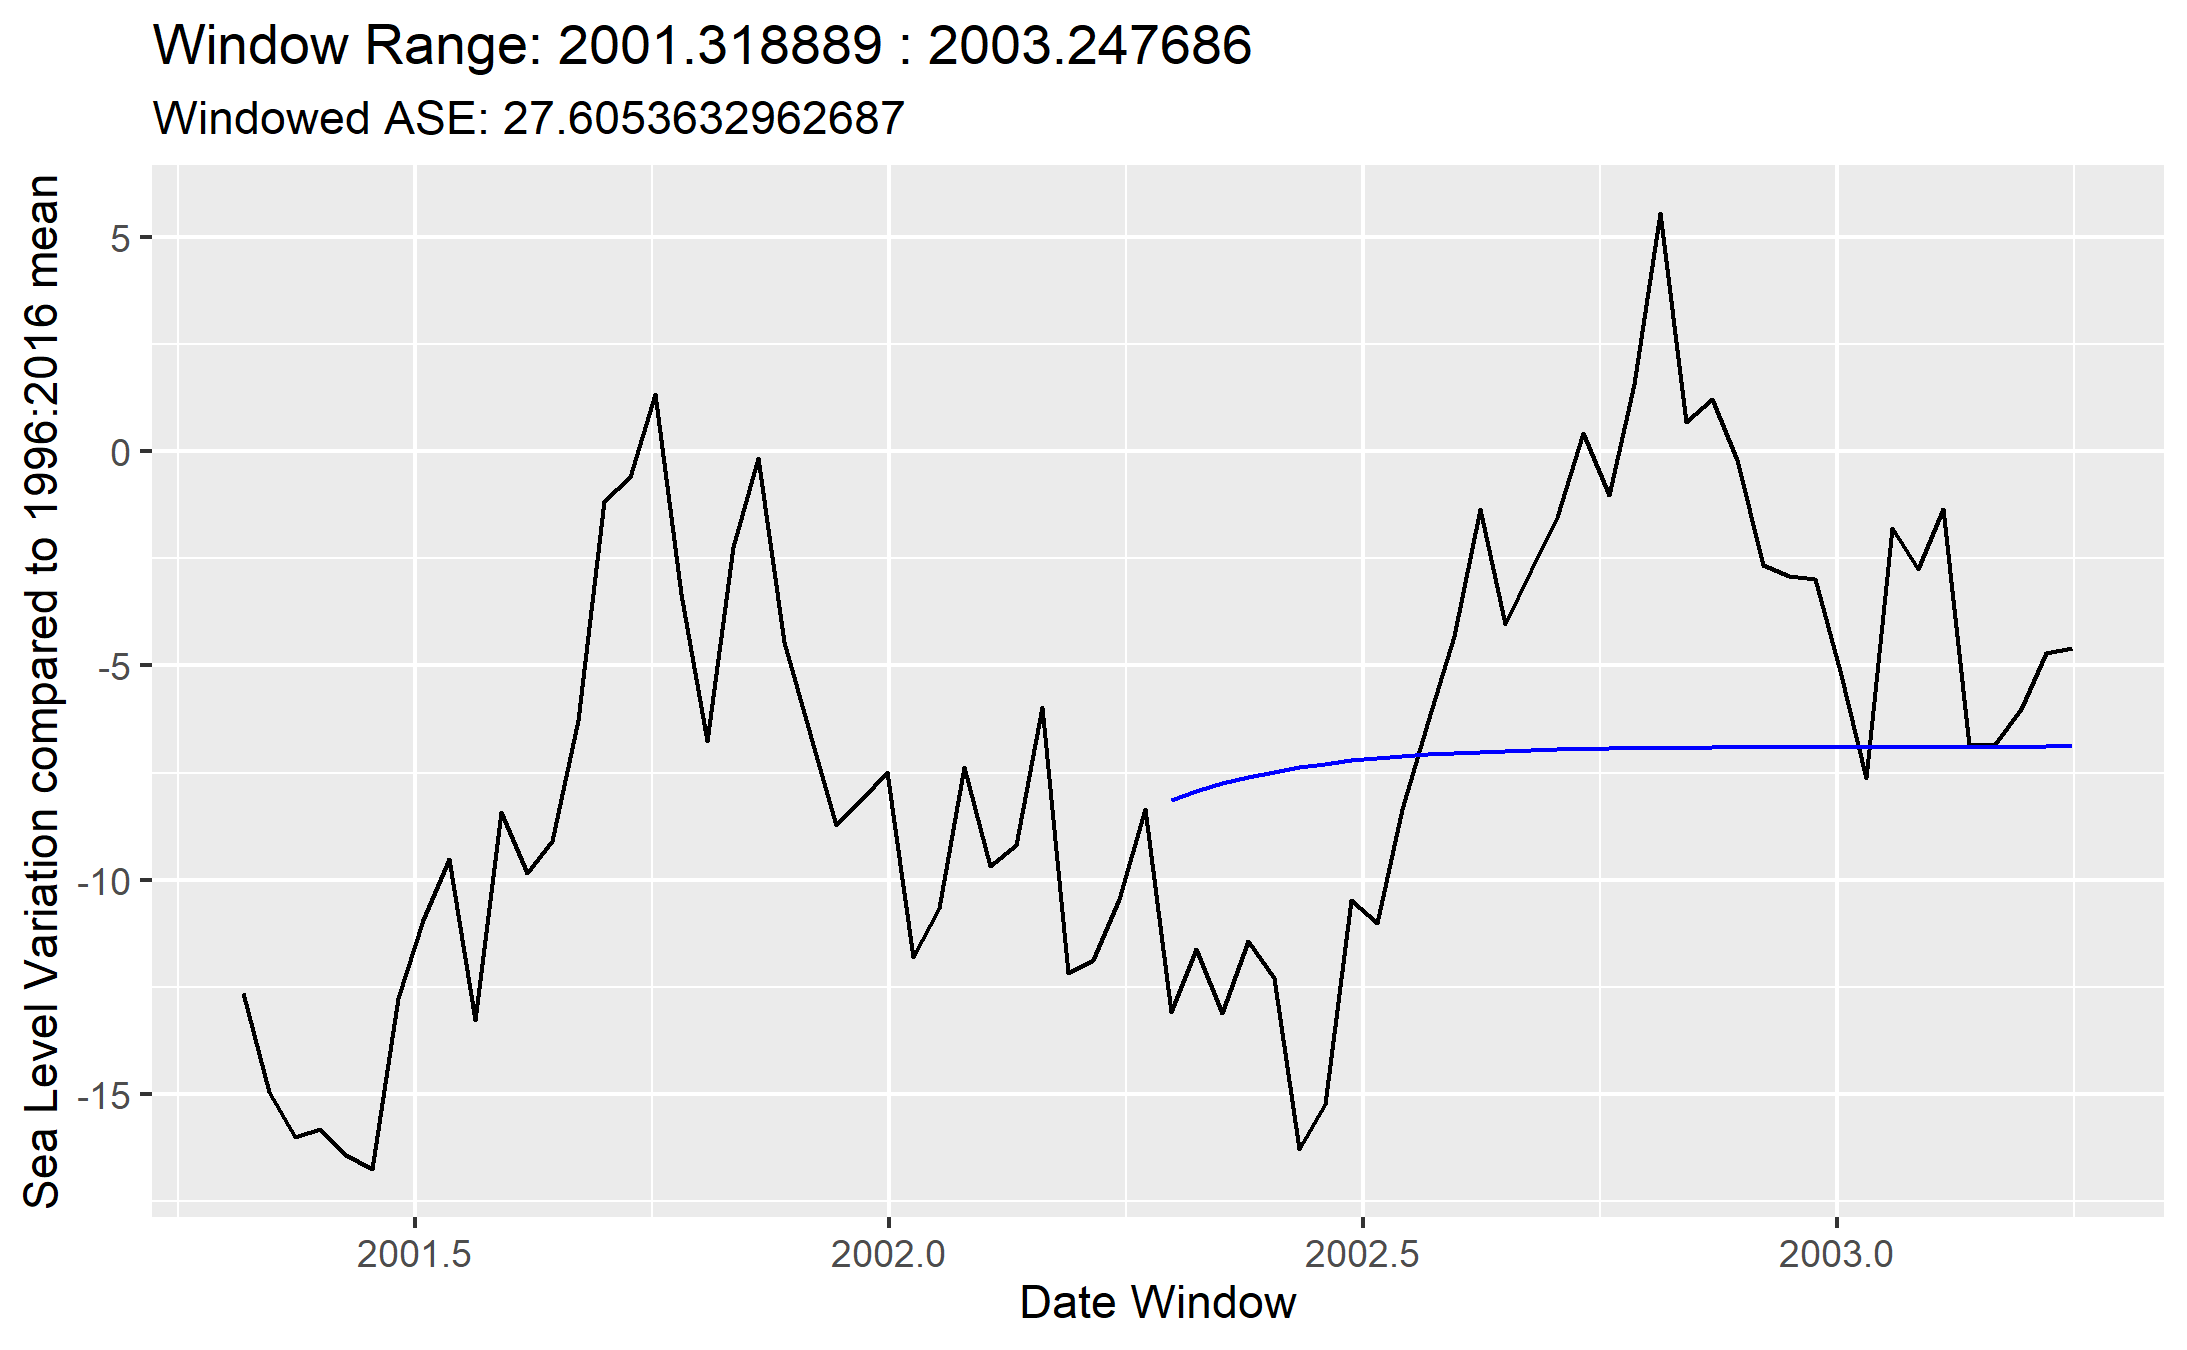 Window Range: 2001.318889 : 2003.247686
Windowed ASE: 27.6053632962687
Sea Level Variation compared to 1996:2016 mean
5
0
-5
-10
-15
2001.5
2002.0
2002.5
2003.0
Date Window